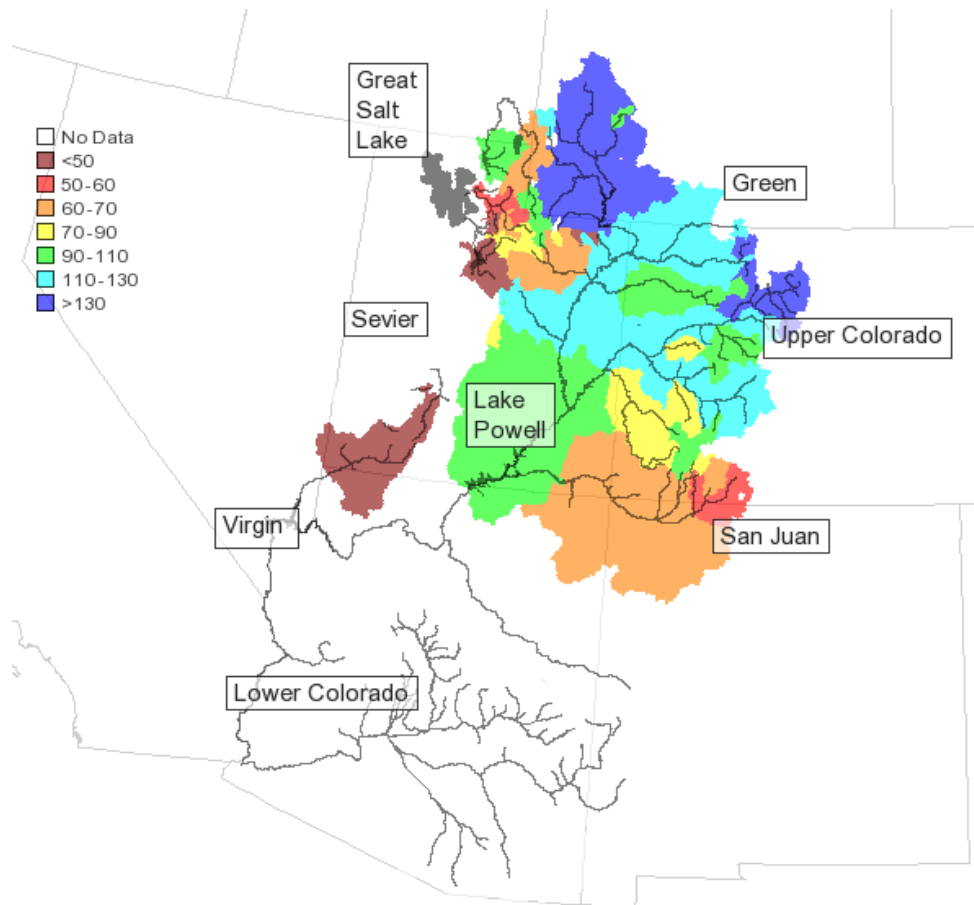 Great
Salt
Lake
No Data
<50
50-60
60-70
70-90
90-110
110-130
>130
Green
Sevier
Upper Colorado
Lake
Powell
Virgin
San Juan
Lower Colorado